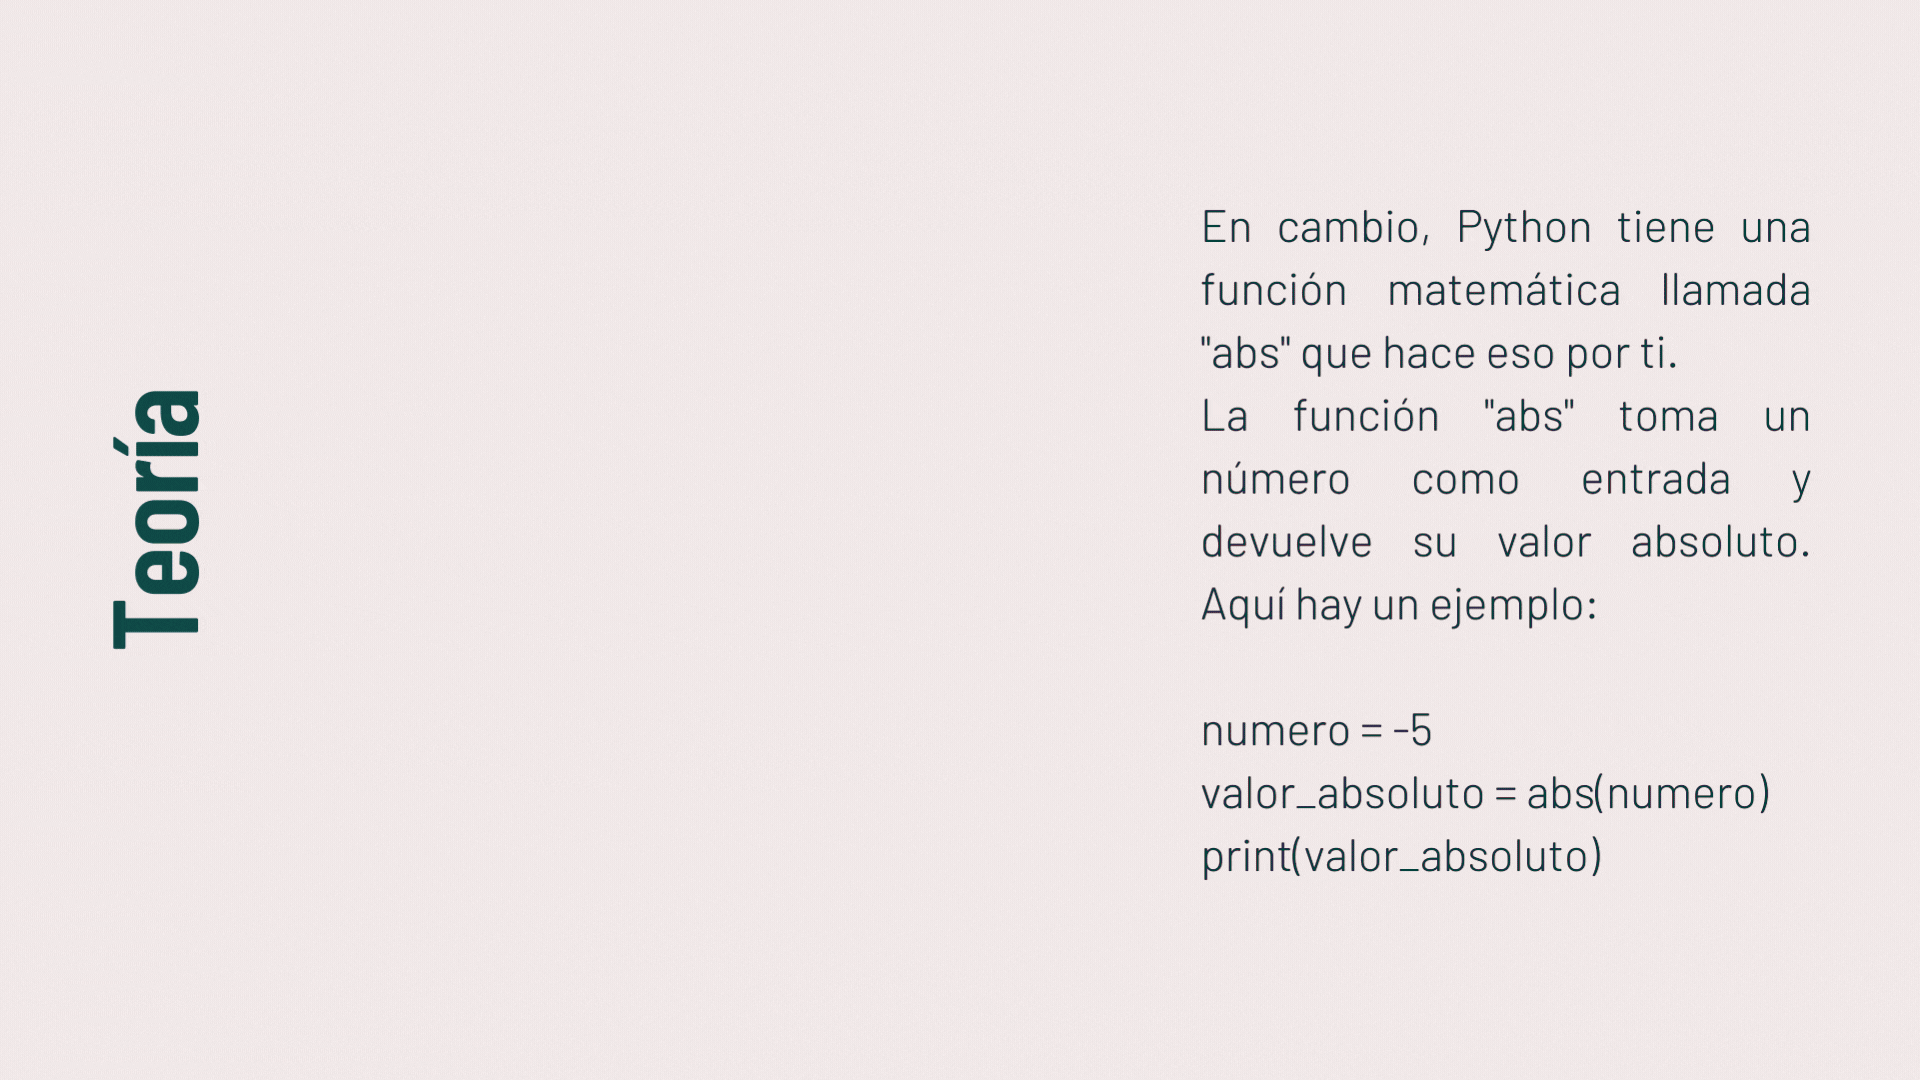 Teoría
En cambio, Python tiene una
función matemática llamada
"abs" que hace eso por ti.
La función "abs" toma un
número como entrada y
devuelve su valor absoluto.
Aquí hay un ejemplo:
numero = -5
valor_absoluto = abs(numero)
print(valor_absoluto)